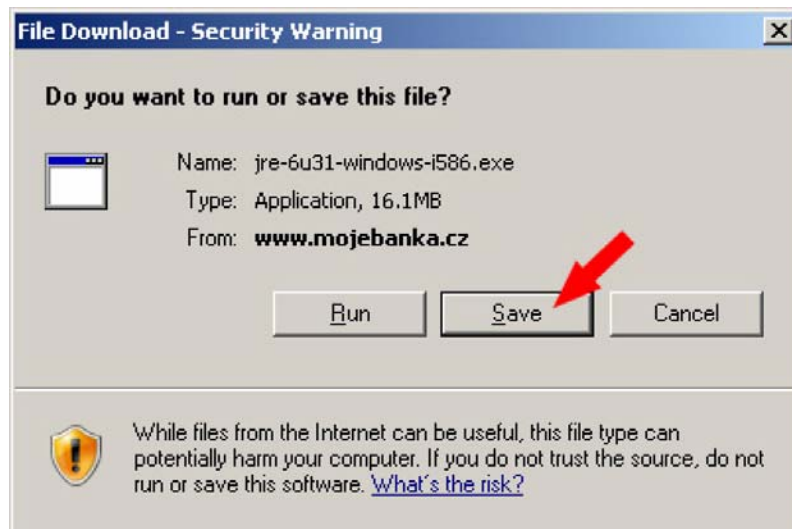 File Download - Security Warning
Do you want to run or save this file?
Name: jre-6u31-windows-i586.exe
Type: Application, 16.1MB
From: www.mojebanka.cz
Run Save Cancel
While files from the Internet can be useful, this file type can
potentially harm your computer. If you do not trust the source, do not
run or save this software. What's the risk?